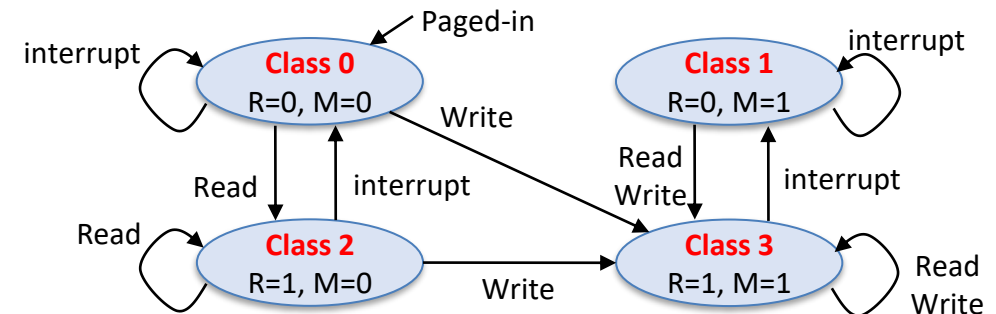 Paged-in
interrupt
Class 0
R=0, M=0
Class 1
R=0, M=1
interrupt
Write
Read
interrupt
Read
Write
interrupt
Read
Class 2
R=1, M=0
Write
Class 3
R=1, M=1
Read
Write